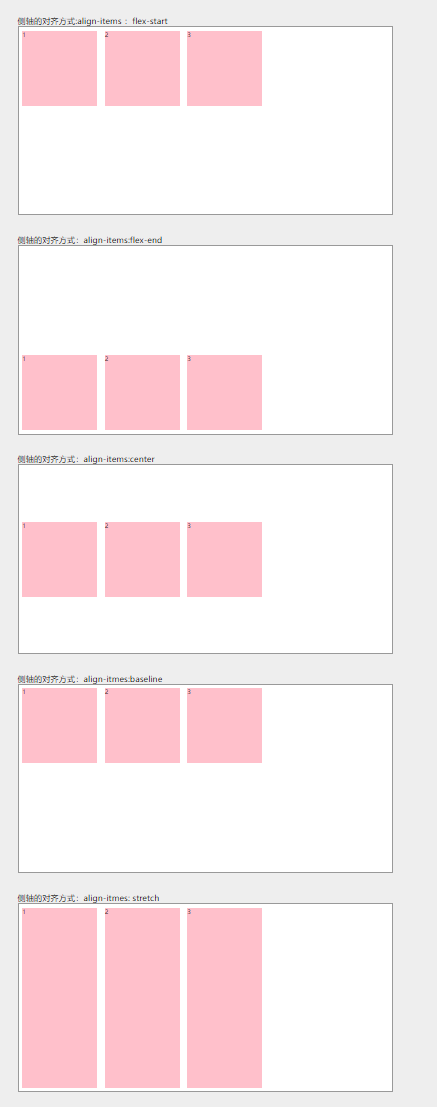 侧轴的对齐方式:align-items ：flex-start
1 2 3
侧轴的对齐方式：align-items:flex-end
1 2 3
侧轴的对齐方式：align-items:center
1 2 3
侧轴的对齐方式：align-itmes:baseline
1 2 3
侧轴的对齐方式：align-itmes: stretch
1 2 3